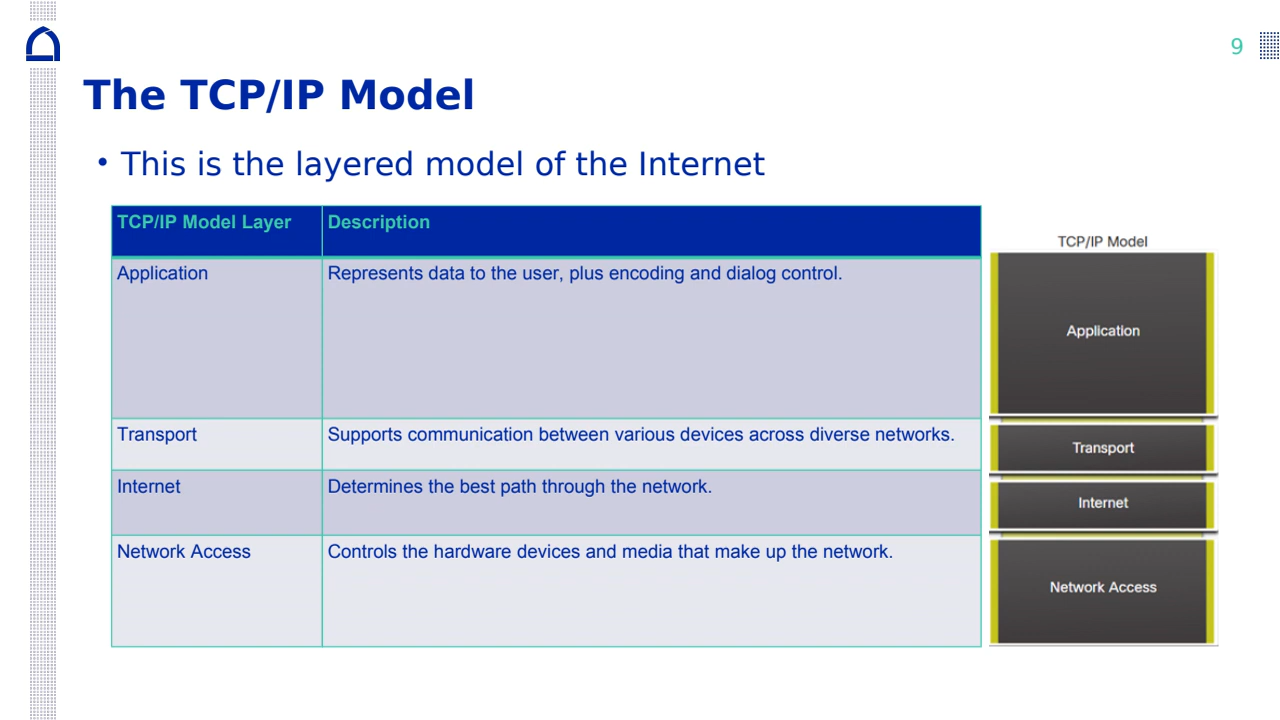 9
The TCP/IP Model
• This is the layered model of the Internet
TCP/IP Model Layer Description
Application Represents data to the user, plus encoding and dialog control.
Transport Supports communication between various devices across diverse networks.
Internet Determines the best path through the network.
Network Access Controls the hardware devices and media that make up the network.
TCP/IP Model
Application
Transport
Internet
Network Access